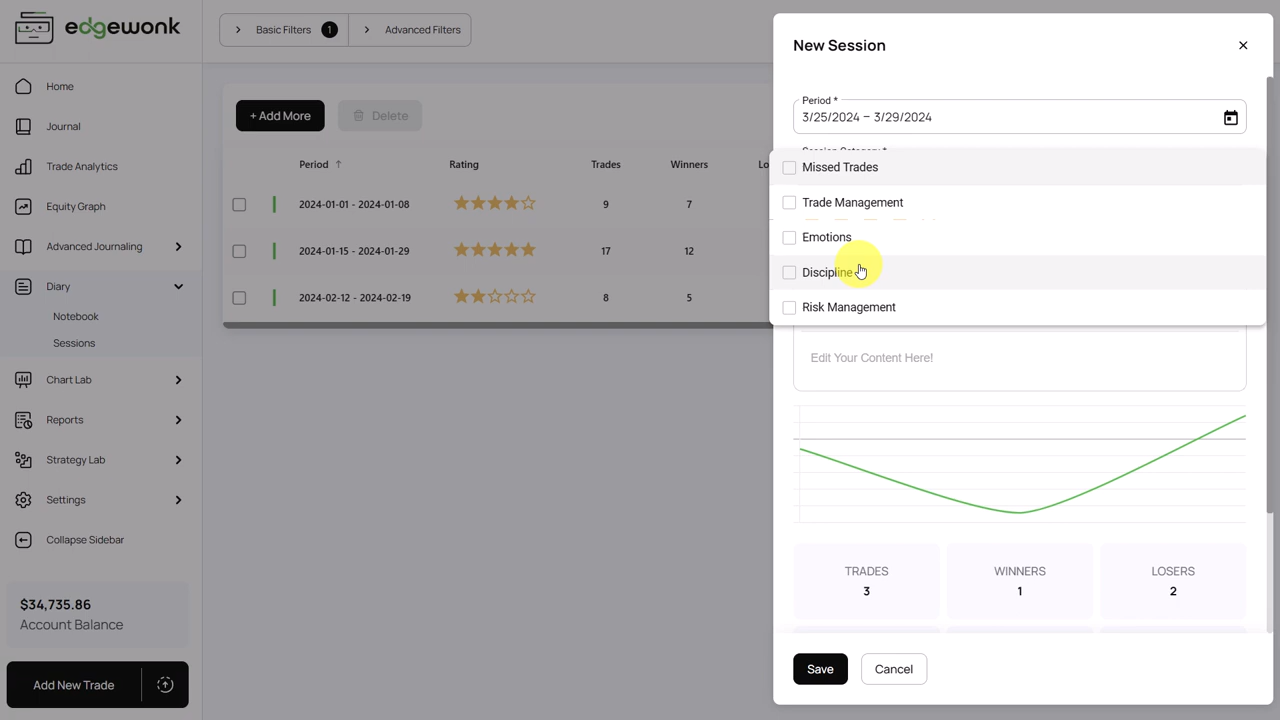 edgewonk
Basic Filters 1
Advanced Filters
Home
Journal
Trade Analytics
Equity Graph
Advanced Journaling
Diary
Notebook
Sessions
Chart Lab
Reports
Strategy Lab
Settings
Collapse Sidebar
$34,735.86
Account Balance
Add New Trade
+ Add More
Delete
Period ↑ Rating Trades Winners Lo
2024-01-01 - 2024-01-08 9 7
2024-01-15 - 2024-01-29 17 12
2024-02-12 - 2024-02-19 8 5
New Session
Period *
3/25/2024 – 3/29/2024
Session Category *
Missed Trades
Trade Management
Emotions
Discipline
Risk Management
Edit Your Content Here!
TRADES WINNERS LOSERS
3 1 2
Save Cancel